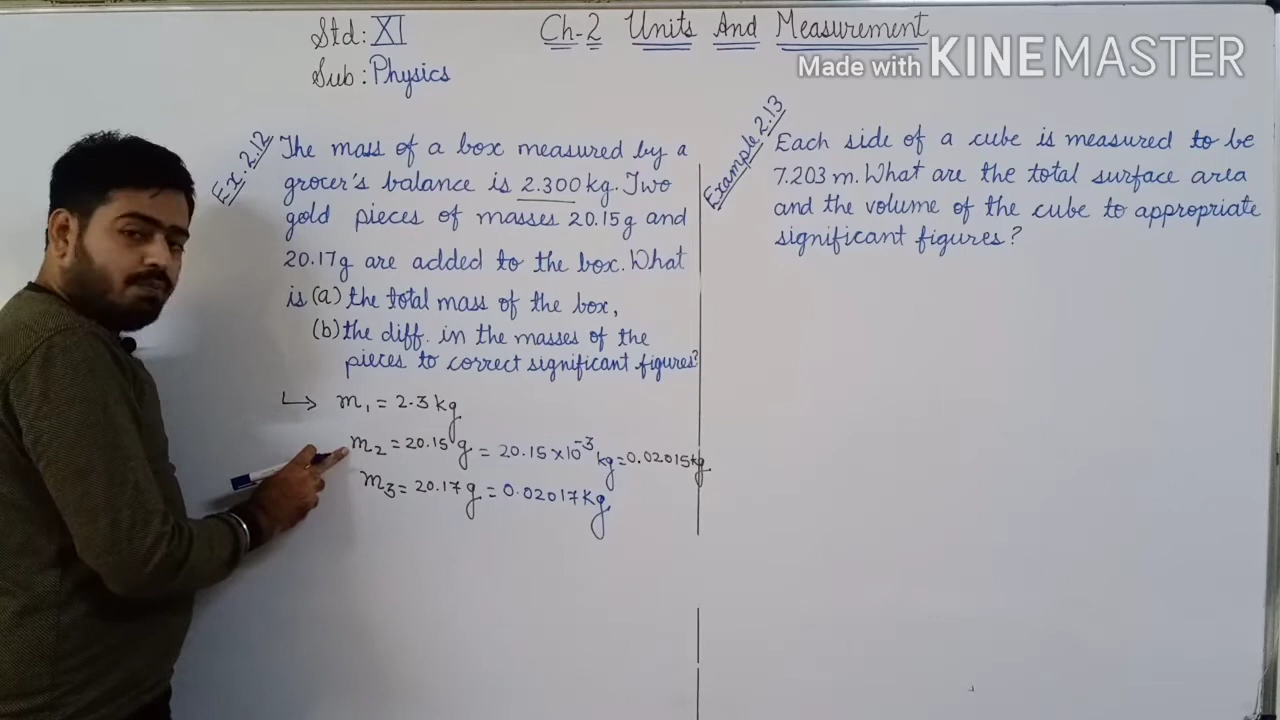 Std: XI
Sub: Physics
Ch-2 Units And Measurement
Made with KINEMASTER
Ex. 2.12
The mass of a box measured by a
grocer's balance is 2.300 kg. Two
gold pieces of masses 20.15g and
20.17g are added to the box. What
is (a) the total mass of the box,
(b) the diff. in the masses of the
pieces to correct significant figures?
↳ m₁ = 2.3 kg
m₂ = 20.15 g = 20.15 × 10⁻³ kg = 0.02015 kg
m₃ = 20.17 g = 0.02017 Kg
Example 2.13
Each side of a cube is measured to be
7.203 m. What are the total surface area
and the volume of the cube to appropriate
significant figures?